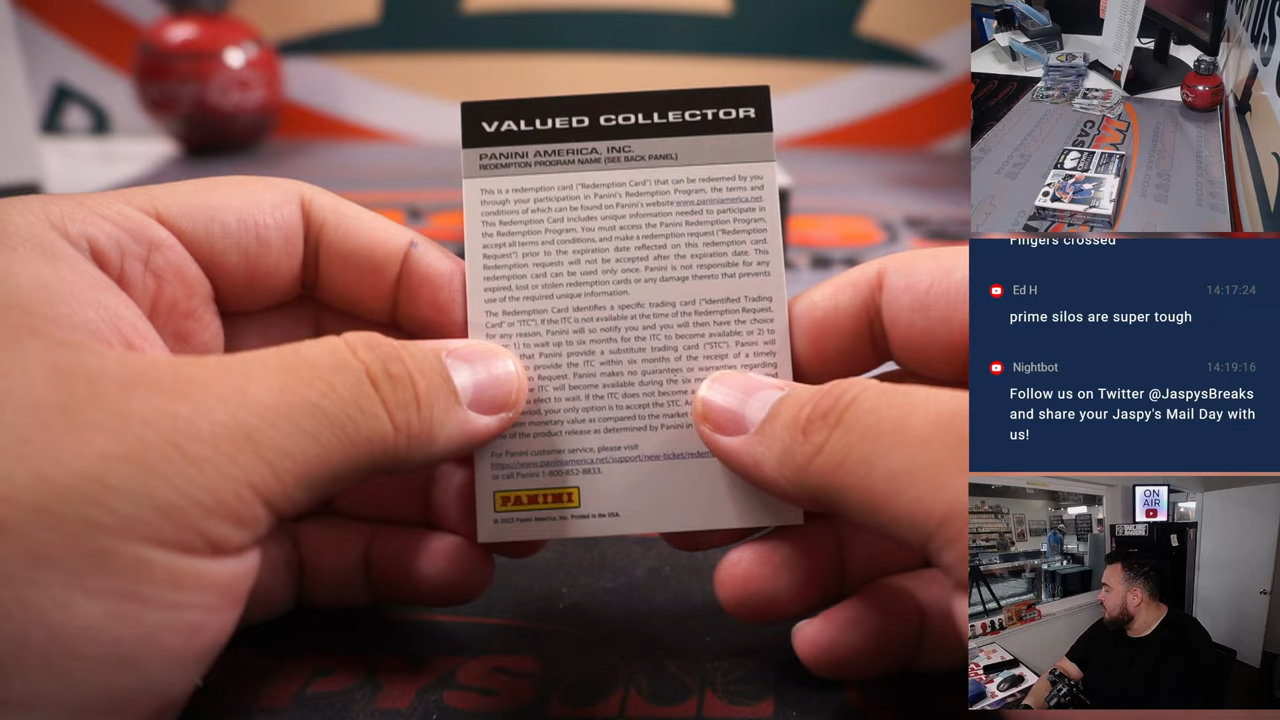 VALUED COLLECTOR
PANINI AMERICA, INC.
REDEMPTION PROGRAM NAME (SEE BACK PANEL)
This is a redemption card ("Redemption Card") that can be redeemed by you
through your participation in Panini's Redemption Program, the terms and
conditions of which can be found on Panini's website www.paniniamerica.net.
This Redemption Card includes unique information needed to participate in
the Redemption Program. You must access the Panini Redemption Program,
accept all terms and conditions, and make a redemption request ("Redemption
Request") prior to the expiration date reflected on this redemption card.
Redemption requests will not be accepted after the expiration date. This
redemption card can be used only once. Panini is not responsible for any
expired, lost or stolen redemption cards or any damage thereto that prevents
use of the required unique information.
The Redemption Card identifies a specific trading card ("Identified Trading
Card" or "ITC"). If the ITC is not available at the time of the Redemption Request,
for any reason, Panini will so notify you and you will then have the choice
1) to wait up to six months for the ITC to become available; or 2) to
that Panini provide a substitute trading card ("STC"). Panini will
provide the ITC within six months of the receipt of a timely
Request. Panini makes no guarantees or warranties regarding
ITC will become available during the six
elect to wait. If the ITC does not become a
period, your only option is to accept the STC.
monetary value as compared to the market
of the product release as determined by Panini in
For Panini customer service, please visit
https://www.paniniamerica.net/support/new-ticket/redem
or call Panini 1-800-852-8833.
PANINI
© 2023 Panini America, Inc. Printed in the USA.
Fingers crossed
Ed H 14:17:24
prime silos are super tough
Nightbot 14:19:16
Follow us on Twitter @JaspysBreaks
and share your Jaspy's Mail Day with
us!
ON
AIR